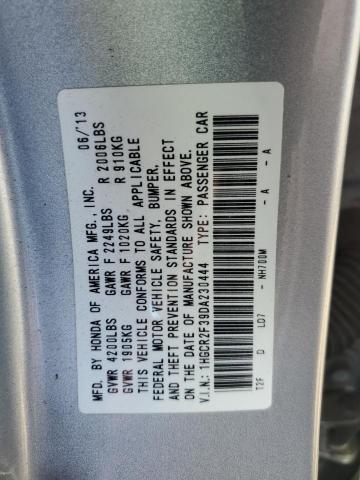 MFD. BY HONDA OF AMERICA MFG., INC. 06/13
GVWR 4200LBS GAWR F 2249LBS R 2006LBS
GVWR 1905KG GAWR F 1020KG R 910KG
THIS VEHICLE CONFORMS TO ALL APPLICABLE
FEDERAL MOTOR VEHICLE SAFETY, BUMPER,
AND THEFT PREVENTION STANDARDS IN EFFECT
ON THE DATE OF MANUFACTURE SHOWN ABOVE.
V.I.N.: 1HGCR2F39DA230444 TYPE: PASSENGER CAR
T2F D LO7 - NH700M - A - A